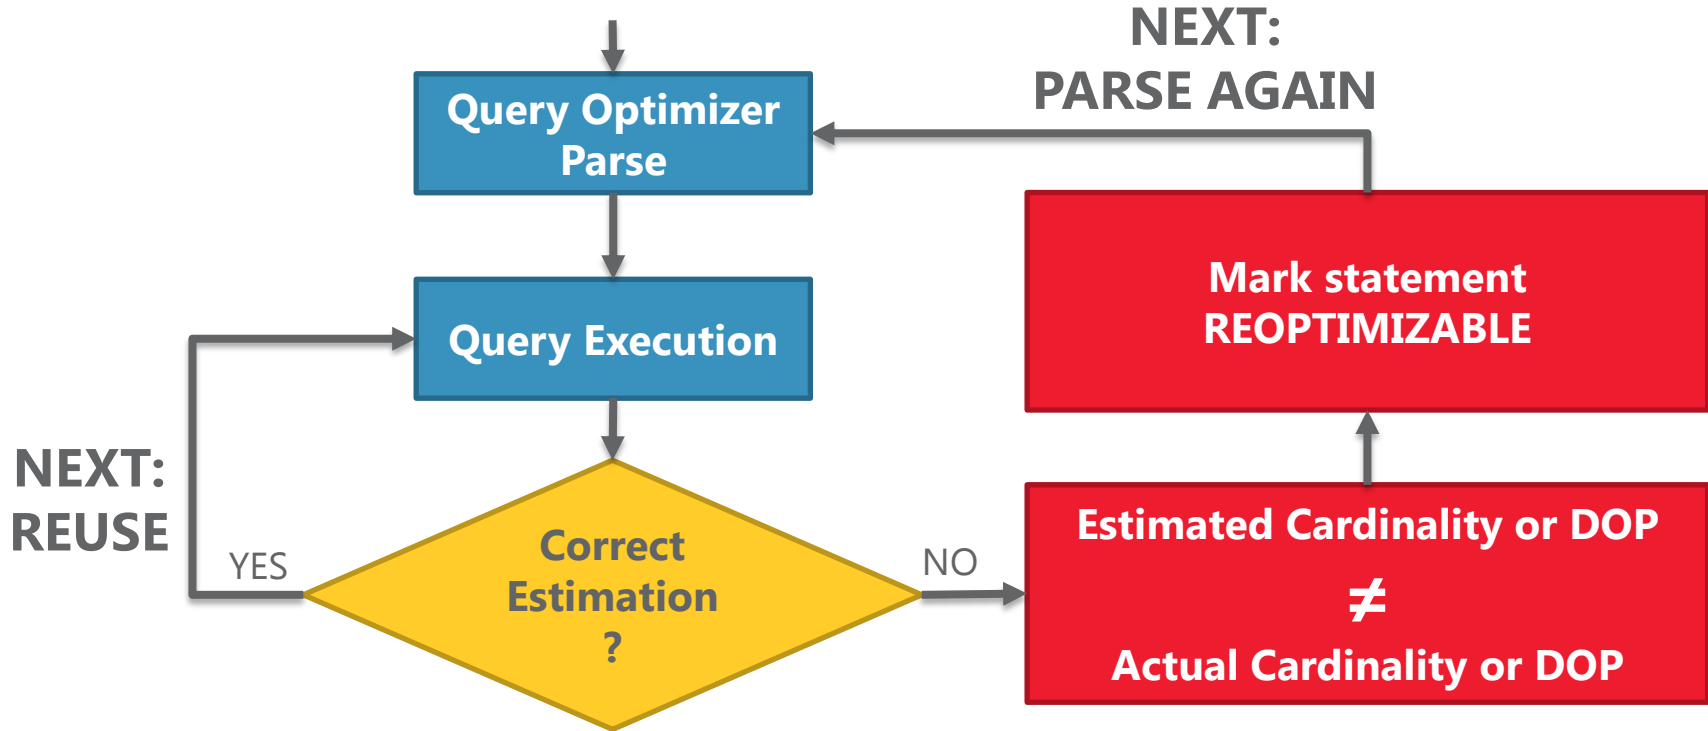 NEXT:
PARSE AGAIN
Query Optimizer
Parse
Mark statement
REOPTIMIZABLE
Query Execution
NEXT:
REUSE
YES
Correct
Estimation
?
NO
Estimated Cardinality or DOP
≠
Actual Cardinality or DOP